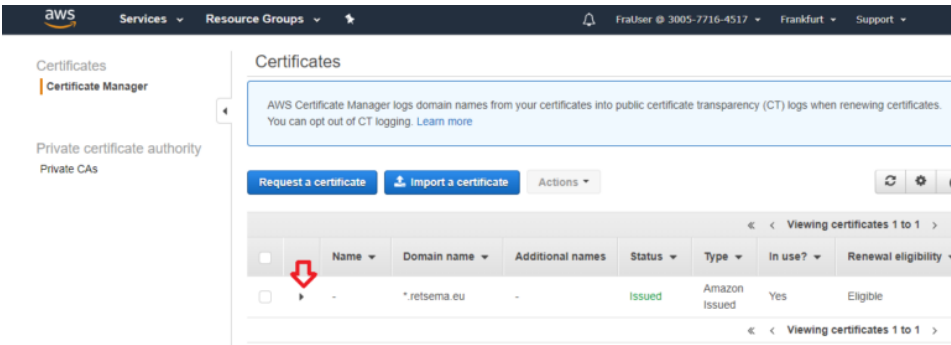 aws Services Resource Groups FraUser @ 3005-7716-4517 Frankfurt Support
Certificates
Certificate Manager
Private certificate authority
Private CAs
Certificates
AWS Certificate Manager logs domain names from your certificates into public certificate transparency (CT) logs when renewing certificates.
You can opt out of CT logging. Learn more
Request a certificate Import a certificate Actions
« < Viewing certificates 1 to 1 >
Name Domain name Additional names Status Type In use? Renewal eligibility
- *.retsema.eu - Issued Amazon Issued Yes Eligible
« < Viewing certificates 1 to 1 >